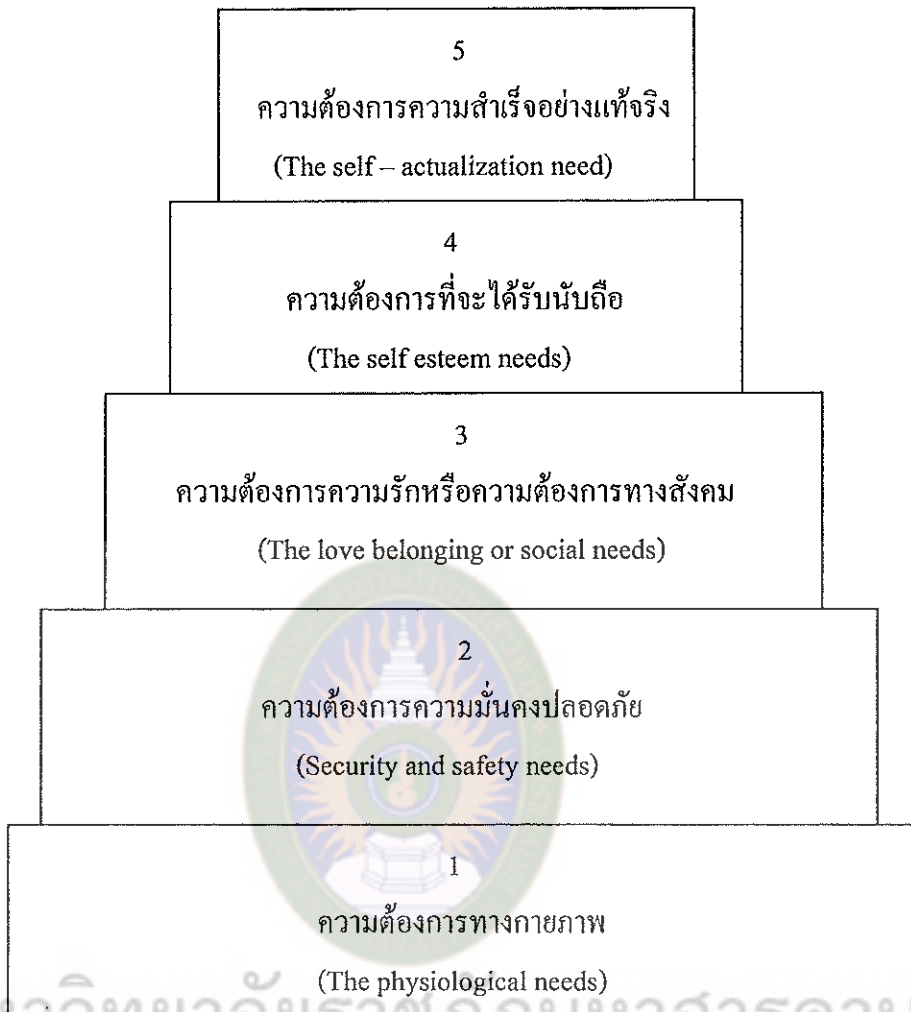 5
ความต้องการความสำเร็จอย่างแท้จริง
(The self – actualization need)
4
ความต้องการที่จะได้รับนับถือ
(The self esteem needs)
3
ความต้องการความรักหรือความต้องการทางสังคม
(The love belonging or social needs)
2
ความต้องการความมั่นคงปลอดภัย
(Security and safety needs)
1
ความต้องการทางกายภาพ
(The physiological needs)